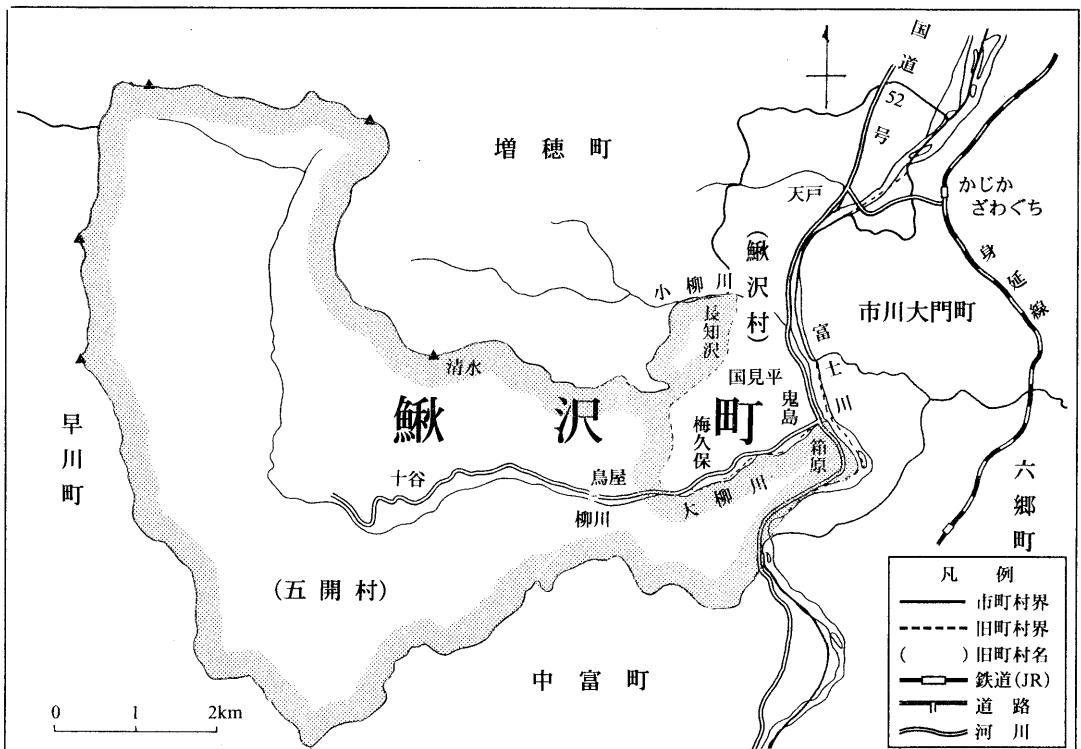 国道52号
増穂町
天戸
かじか
ざわぐち
(鰍沢村)
身延線
小柳川
長知沢
市川大門町
富士川
清水
国見平
鬼島
鰍沢町
梅久保
箱原
早川町
十谷
鳥屋
大柳川
柳川
六郷町
(五開村)
中富町
0 1 2km
凡例
市町村界
旧町村界
( )旧町村名
鉄道(JR)
道路
河川